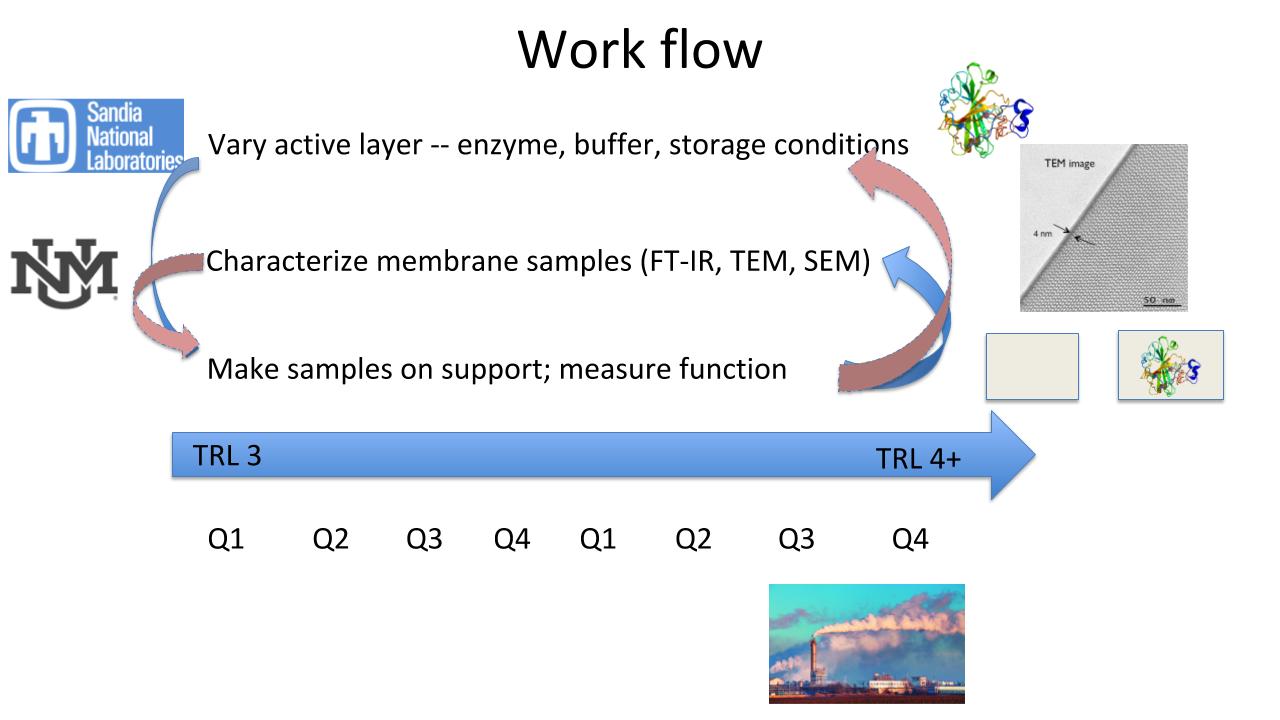 Work flow
Sandia
National
Laboratories
Vary active layer -- enzyme, buffer, storage conditions
TEM image
4 nm
50 nm
UNM
Characterize membrane samples (FT-IR, TEM, SEM)
Make samples on support; measure function
TRL 3
TRL 4+
Q1 Q2 Q3 Q4 Q1 Q2 Q3 Q4